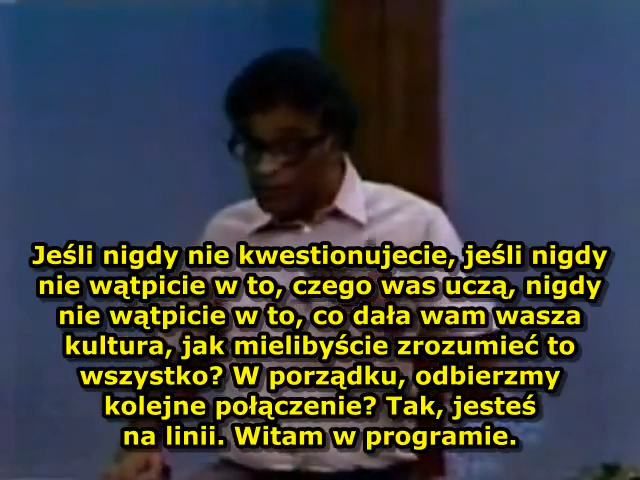 Jeśli nigdy nie kwestionujecie, jeśli nigdy
nie wątpicie w to, czego was uczą, nigdy
nie wątpicie w to, co dała wam wasza
kultura, jak mielibyście zrozumieć to
wszystko? W porządku, odbierzmy
kolejne połączenie? Tak, jesteś
na linii. Witam w programie.